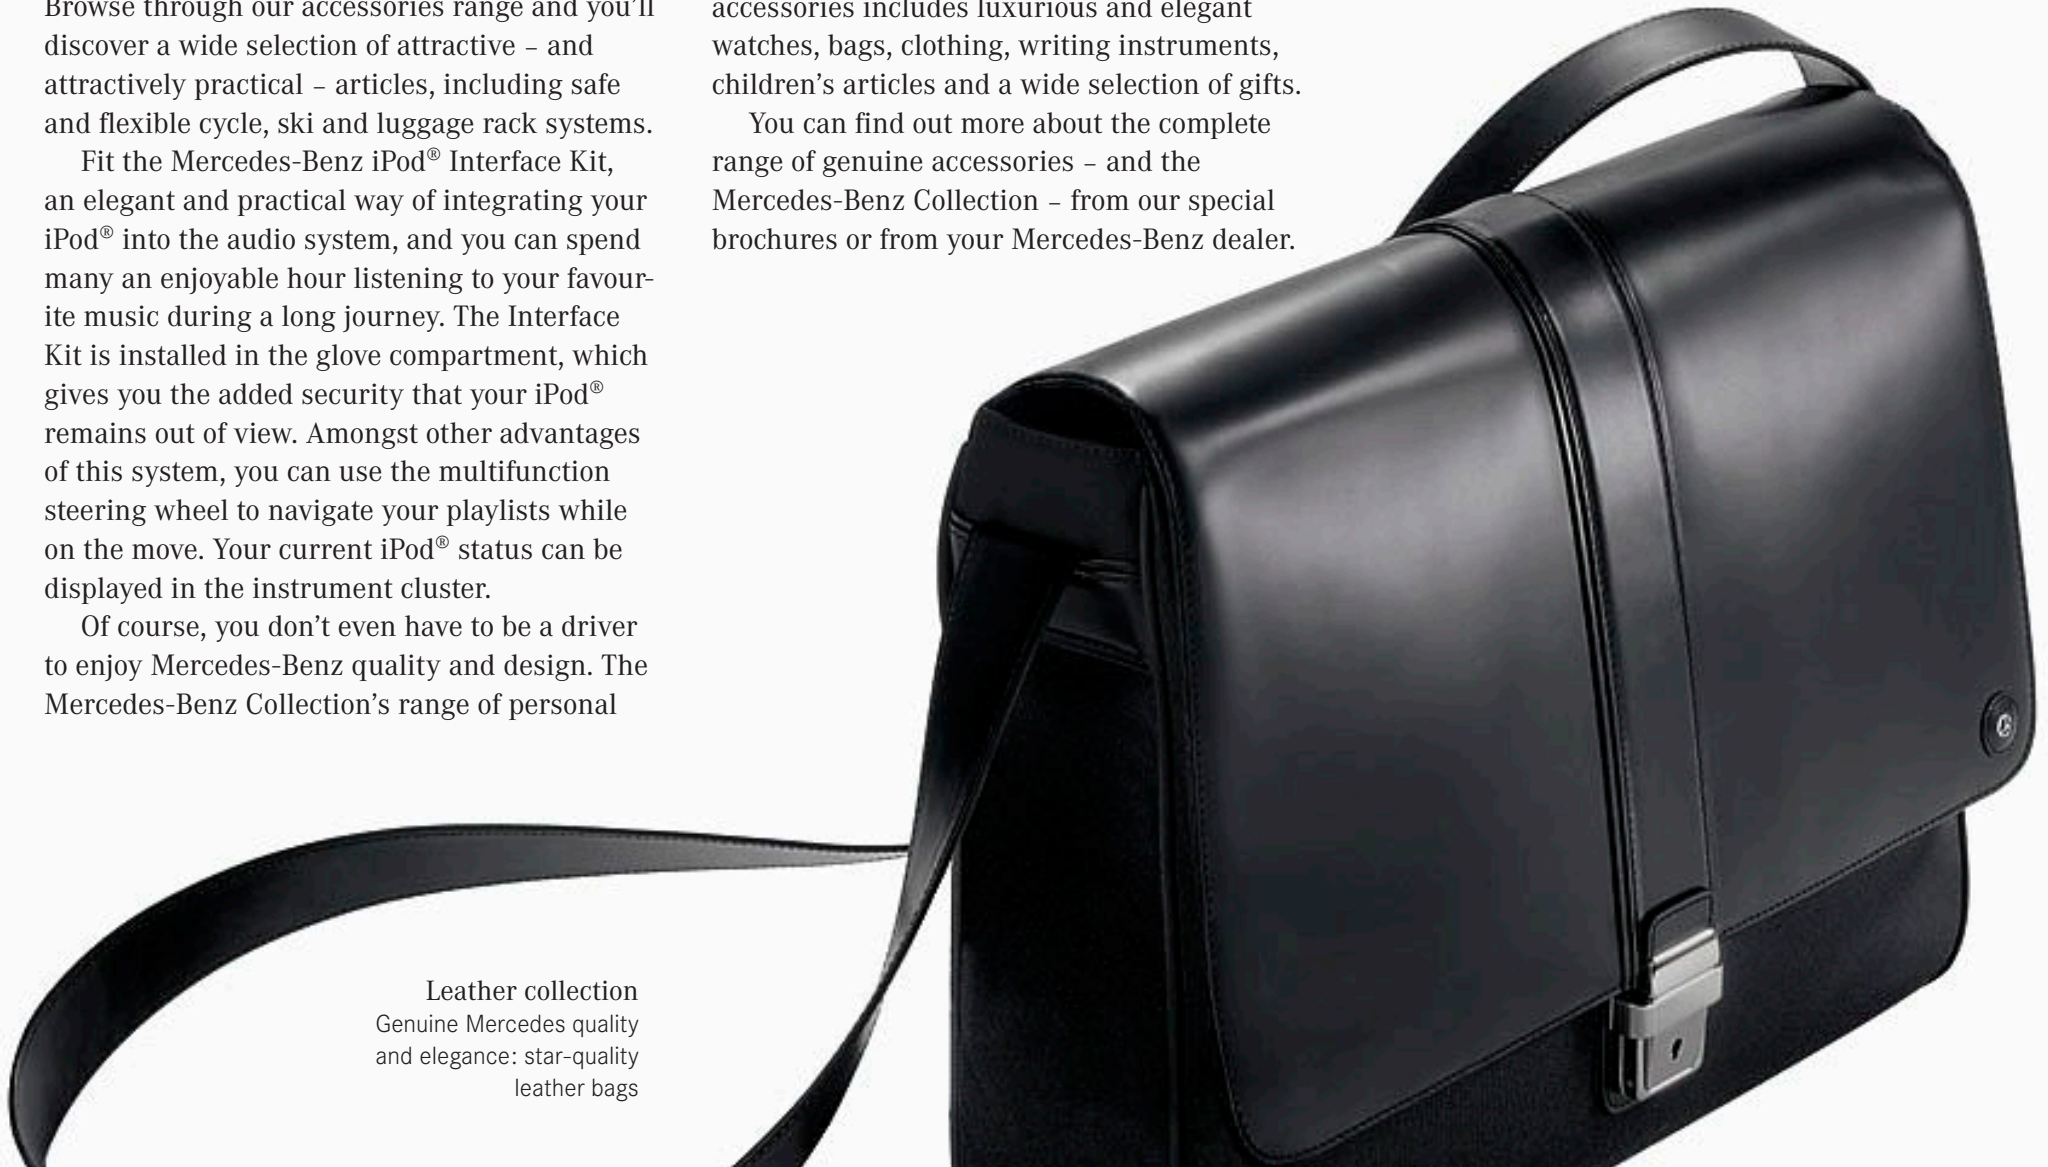 Browse through our accessories range and you’ll
discover a wide selection of attractive – and
attractively practical – articles, including safe
and flexible cycle, ski and luggage rack systems.
Fit the Mercedes-Benz iPod® Interface Kit,
an elegant and practical way of integrating your
iPod® into the audio system, and you can spend
many an enjoyable hour listening to your favour-
ite music during a long journey. The Interface
Kit is installed in the glove compartment, which
gives you the added security that your iPod®
remains out of view. Amongst other advantages
of this system, you can use the multifunction
steering wheel to navigate your playlists while
on the move. Your current iPod® status can be
displayed in the instrument cluster.
Of course, you don’t even have to be a driver
to enjoy Mercedes-Benz quality and design. The
Mercedes-Benz Collection’s range of personal
accessories includes luxurious and elegant
watches, bags, clothing, writing instruments,
children’s articles and a wide selection of gifts.
You can find out more about the complete
range of genuine accessories – and the
Mercedes-Benz Collection – from our special
brochures or from your Mercedes-Benz dealer.
Leather collection
Genuine Mercedes quality
and elegance: star-quality
leather bags